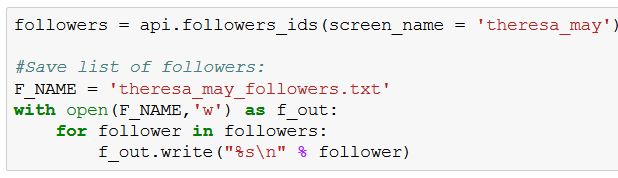 followers = api.followers_ids(screen_name = 'theresa_may')
#Save list of followers:
F_NAME = 'theresa_may_followers.txt'
with open(F_NAME,'w') as f_out:
    for follower in followers:
        f_out.write("%s\n" % follower)